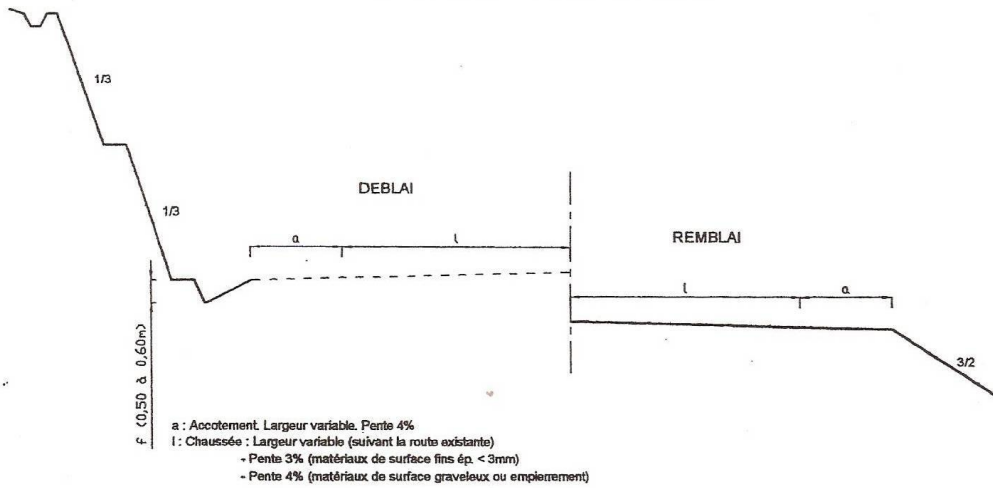 1/3
DEBLAI
1/3
REMBLAI
a
l
l
a
3/2
f (0,50 à 0,60m)
a : Accotement. Largeur variable. Pente 4%
l : Chaussée : Largeur variable (suivant la route existante)
- Pente 3% (matériaux de surface fins ép. < 3mm)
- Pente 4% (matériaux de surface graveleux ou empierrement)